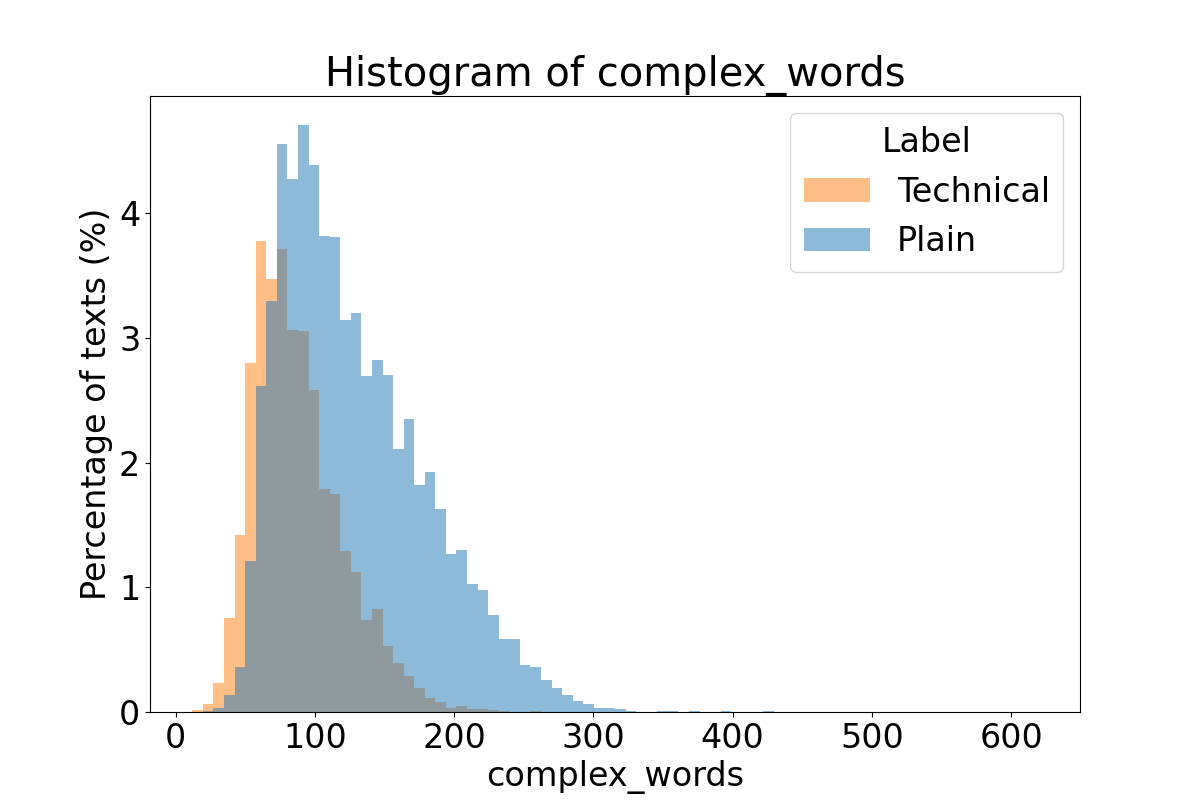 Histogram of complex_words
Label
Technical
Plain
Percentage of texts (%)
4
3
2
1
0
0 100 200 300 400 500 600
complex_words